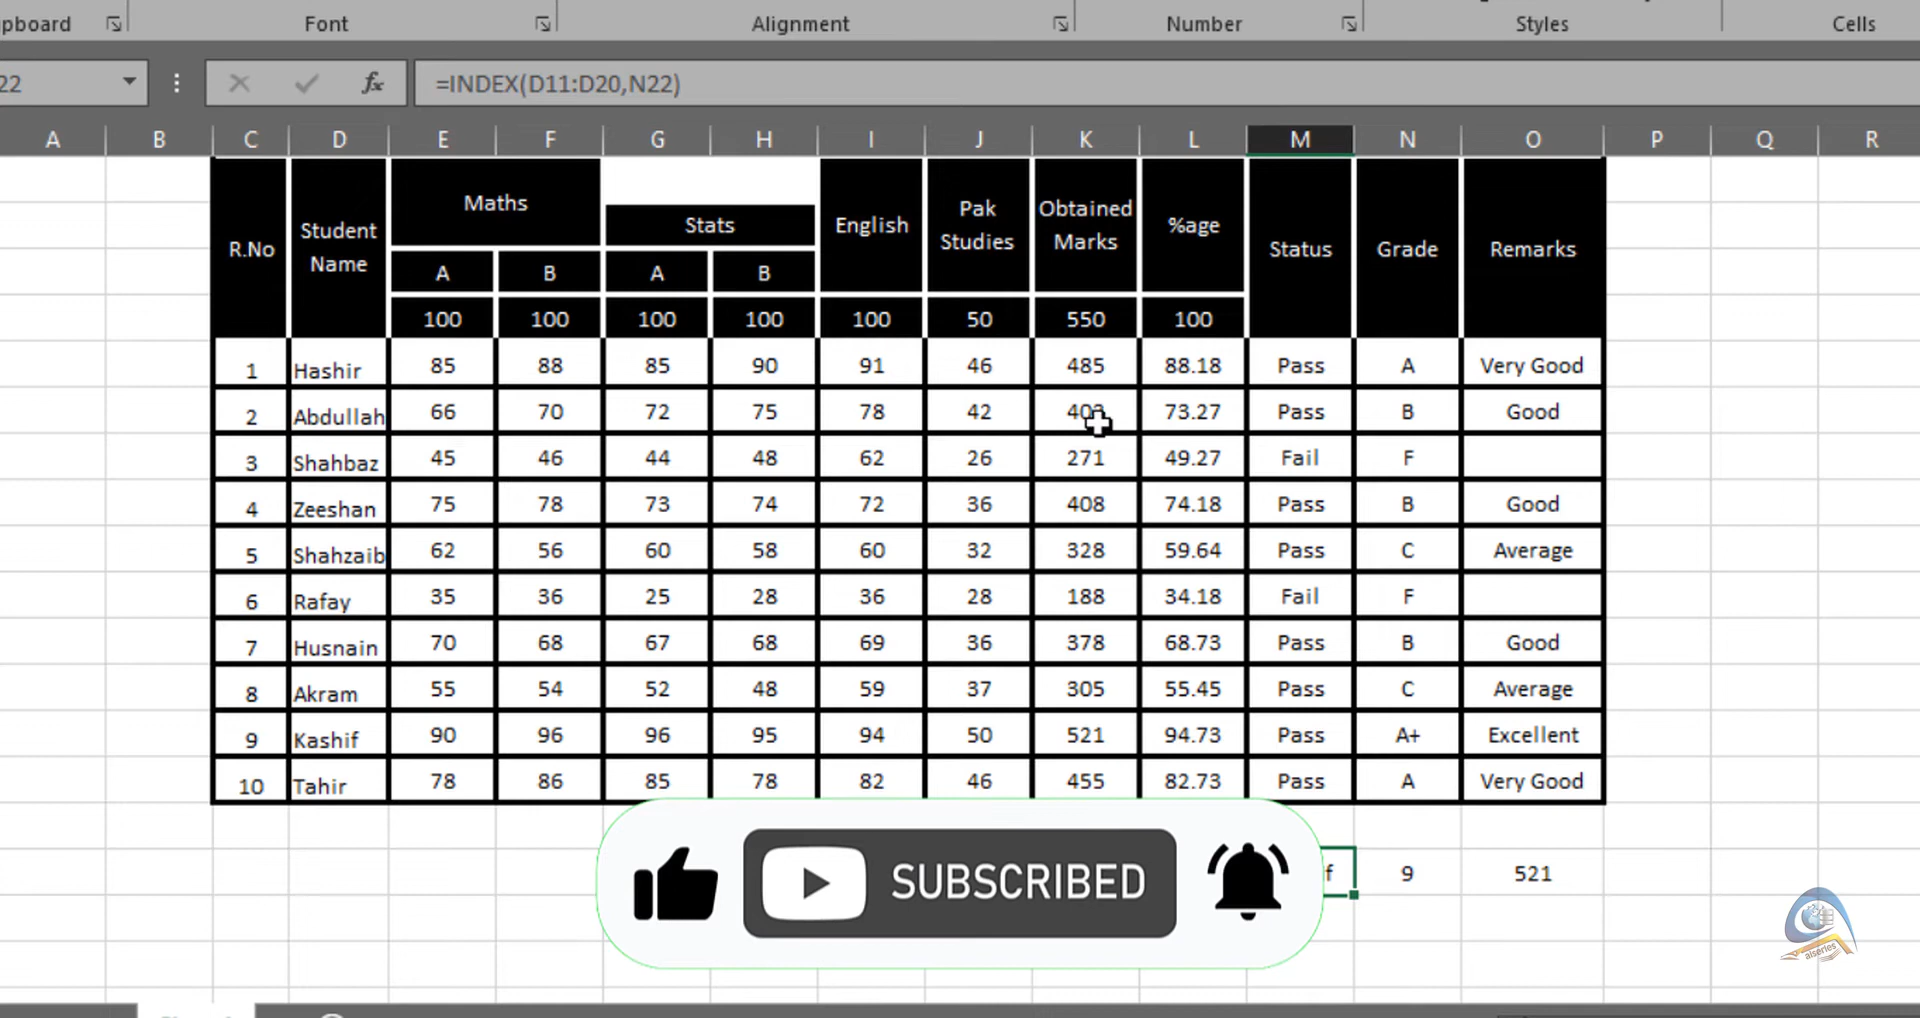 pboard Font Alignment Number Styles Cells
22 fx =INDEX(D11:D20,N22)
A B C D E F G H I J K L M N O P Q R
R.No Student Name Maths Stats English Pak Studies Obtained Marks %age Status Grade Remarks
A B A B
100 100 100 100 100 50 550 100
1 Hashir 85 88 85 90 91 46 485 88.18 Pass A Very Good
2 Abdullah 66 70 72 75 78 42 73.27 Pass B Good
3 Shahbaz 45 46 44 48 62 26 271 49.27 Fail F
4 Zeeshan 75 78 73 74 72 36 408 74.18 Pass B Good
5 Shahzaib 62 56 60 58 60 32 328 59.64 Pass C Average
6 Rafay 35 36 25 28 36 28 188 34.18 Fail F
7 Husnain 70 68 67 68 69 36 378 68.73 Pass B Good
8 Akram 55 54 52 48 59 37 305 55.45 Pass C Average
9 Kashif 90 96 96 95 94 50 521 94.73 Pass A+ Excellent
10 Tahir 78 86 85 78 82 46 455 82.73 Pass A Very Good
SUBSCRIBED f 9 521
aiseries